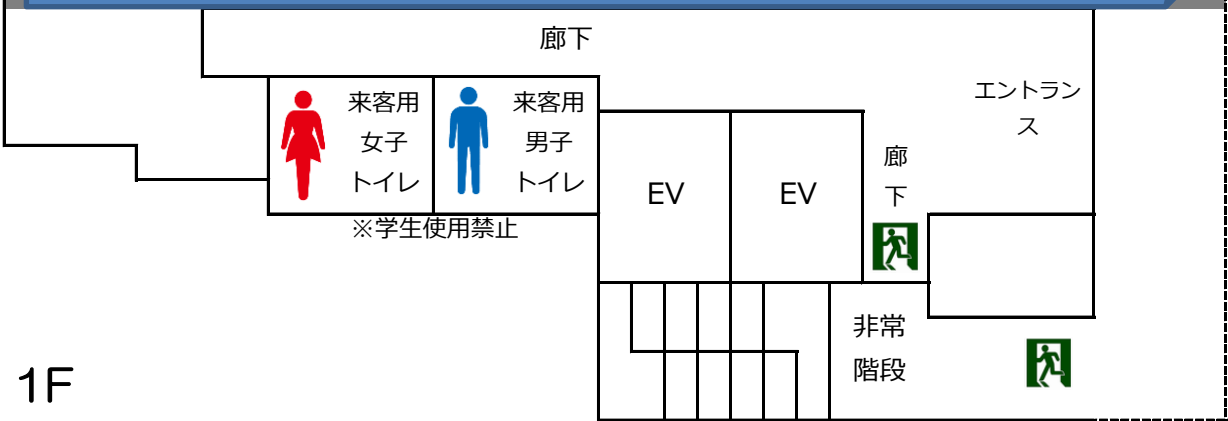 廊下
エントラン
ス
来客用
女子
トイレ
来客用
男子
トイレ
※学生使用禁止
EV
EV
廊
下
非常
階段
1F